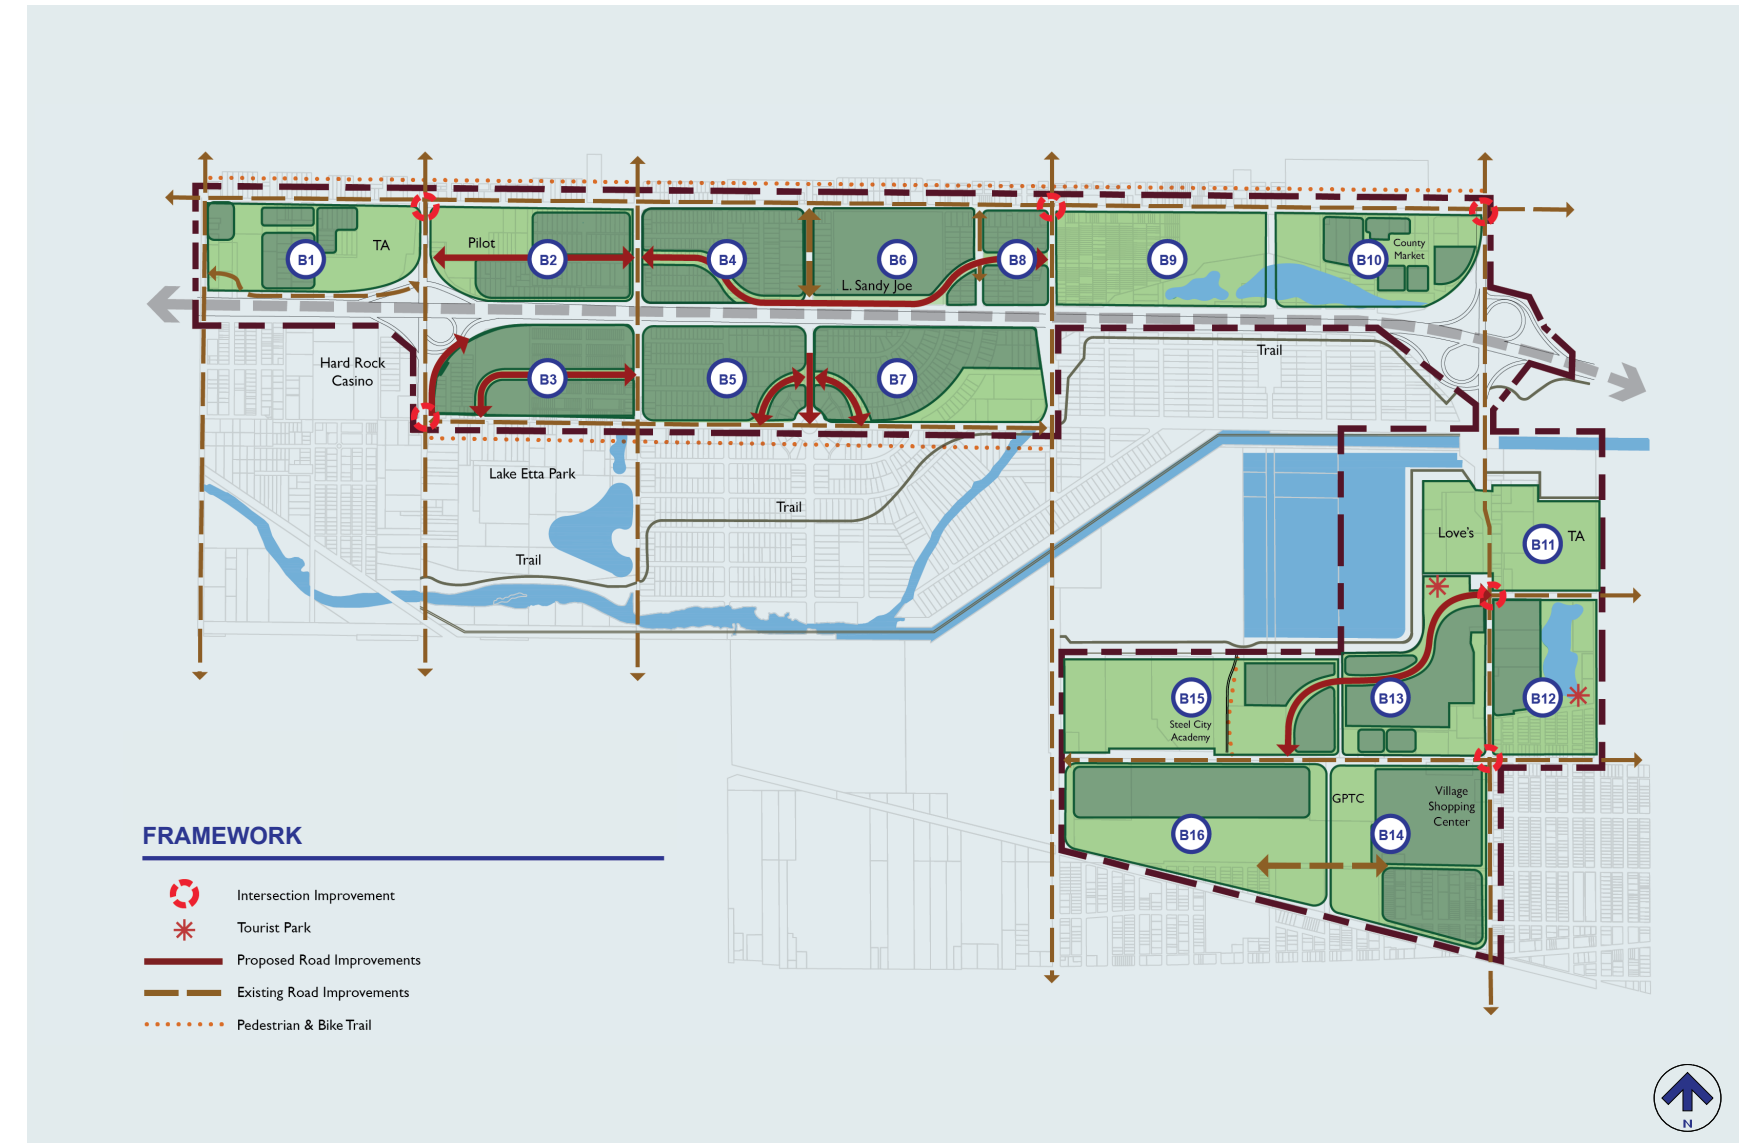 TA
Pilot
County
Market
B1
B2
B4
B6
B8
B9
B10
L. Sandy Joe
Hard Rock
Casino
Trail
B3
B5
B7
Lake Etta Park
Trail
Trail
Love's
B11
TA
B15
Steel City
Academy
B13
B12
GPTC
Village
Shopping
Center
B16
B14
FRAMEWORK
Intersection Improvement
Tourist Park
Proposed Road Improvements
Existing Road Improvements
Pedestrian & Bike Trail
N